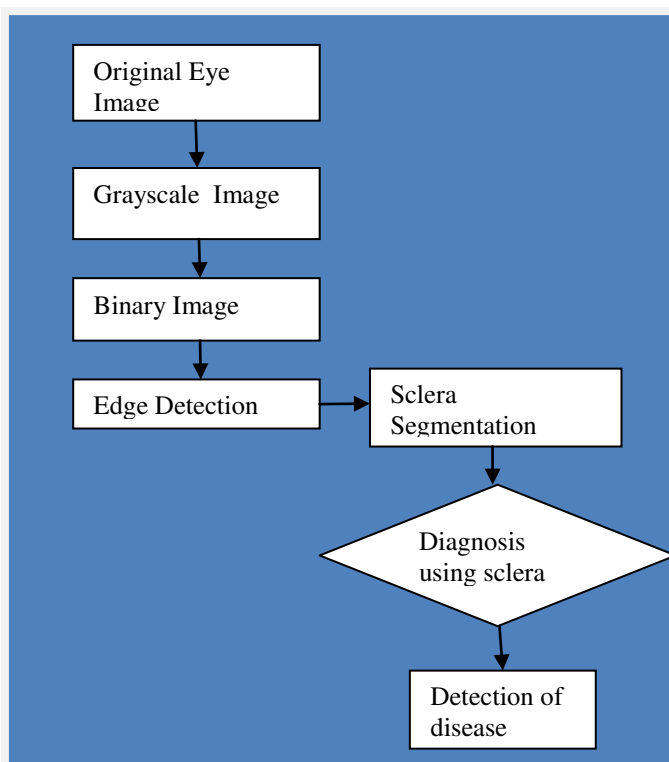 Original Eye
Image
Grayscale  Image
Binary Image
Edge Detection
Sclera
Segmentation
Diagnosis
using sclera
Detection of
disease